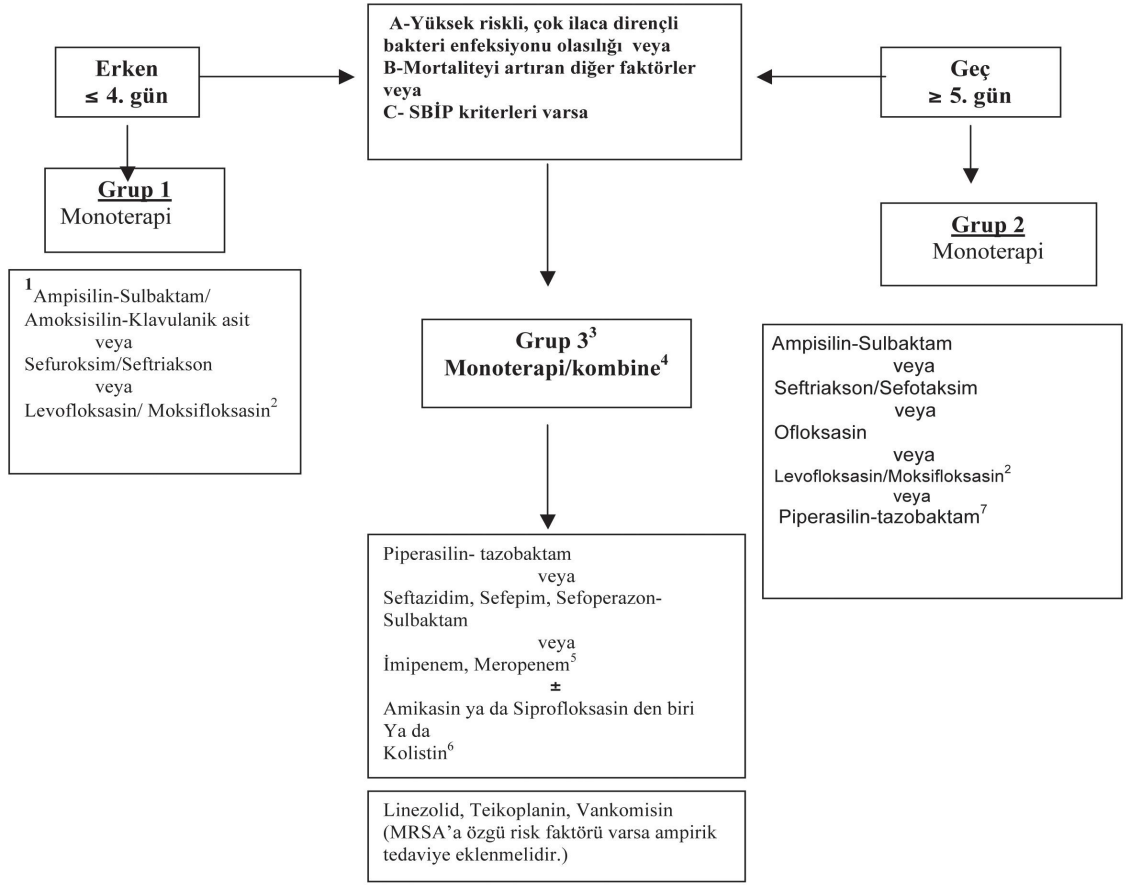 Erken
≤ 4. gün
A-Yüksek riskli, çok ilaca dirençli
bakteri enfeksiyonu olasılığı veya
B-Mortaliteyi artıran diğer faktörler
veya
C- SBİP kriterleri varsa
Geç
≥ 5. gün
Grup 1
Monoterapi
Grup 2
Monoterapi
¹Ampisilin-Sulbaktam/
Amoksisilin-Klavulanik asit
veya
Sefuroksim/Seftriakson
veya
Levofloksasin/ Moksifloksasin²
Grup 3³
Monoterapi/kombine⁴
Ampisilin-Sulbaktam
veya
Seftriakson/Sefotaksim
veya
Ofloksasin
veya
Levofloksasin/Moksifloksasin²
veya
Piperasilin-tazobaktam⁷
Piperasilin- tazobaktam
veya
Seftazidim, Sefepim, Sefoperazon-
Sulbaktam
veya
İmipenem, Meropenem⁵
±
Amikasin ya da Siprofloksasin den biri
Ya da
Kolistin⁶
Linezolid, Teikoplanin, Vankomisin
(MRSA’a özgü risk faktörü varsa ampirik
tedaviye eklenmelidir.)